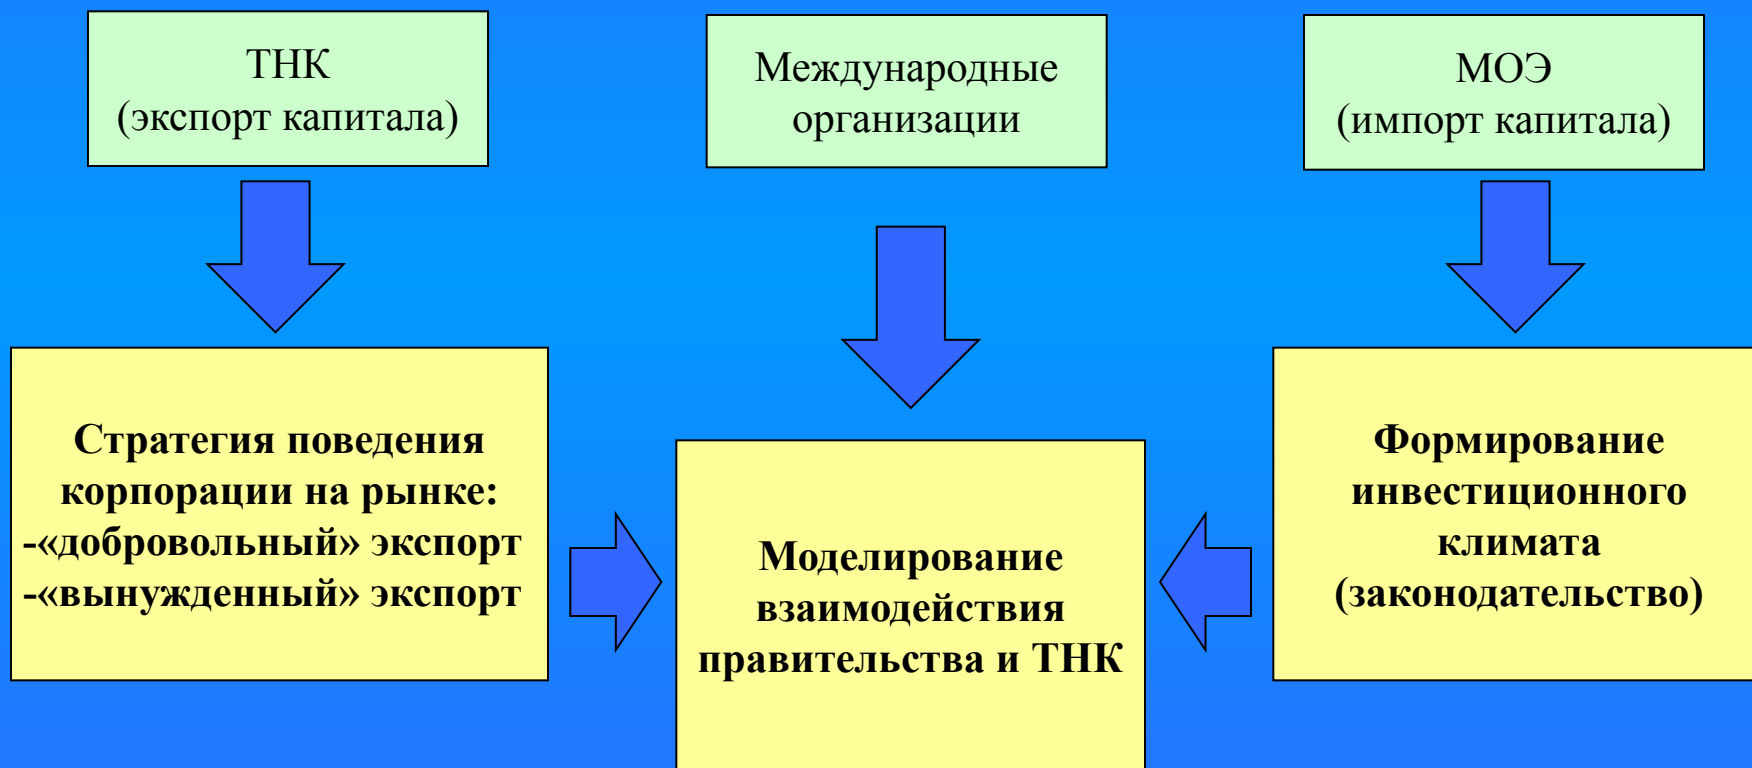 ТНК
(экспорт капитала)
Международные
организации
МОЭ
(импорт капитала)
Стратегия поведения
корпорации на рынке:
-«добровольный» экспорт
-«вынужденный» экспорт
Моделирование
взаимодействия
правительства и ТНК
Формирование
инвестиционного
климата
(законодательство)